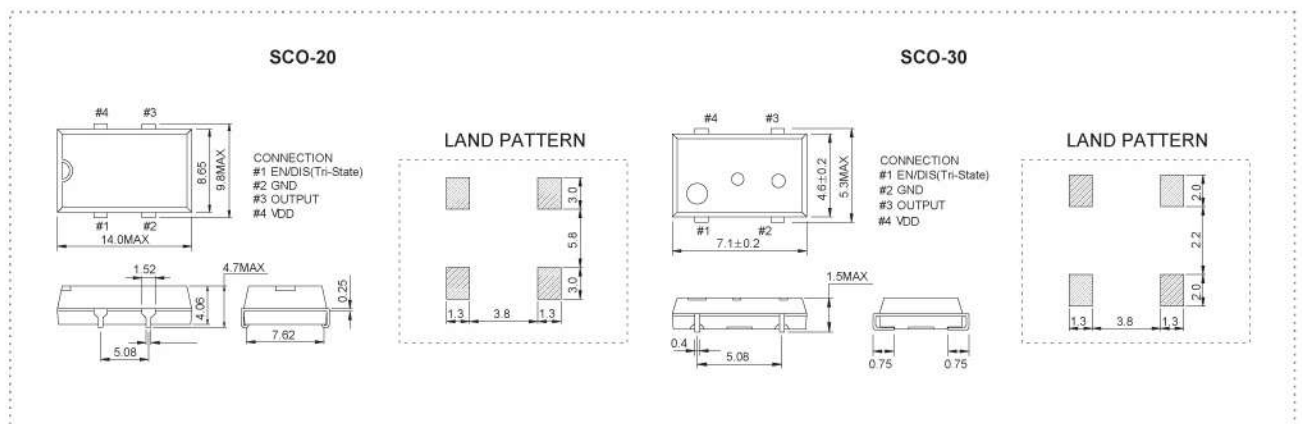 SCO-20
#4 #3
8.65
9.8MAX
#1 #2
14.0MAX
CONNECTION
#1 EN/DIS(Tri-State)
#2 GND
#3 OUTPUT
#4 VDD
1.52
4.7MAX
4.06
5.08
0.25
7.62
LAND PATTERN
3.0
5.8
3.0
1.3 3.8 1.3
SCO-30
#4 #3
4.6±0.2
5.3MAX
#1 #2
7.1±0.2
CONNECTION
#1 EN/DIS(Tri-State)
#2 GND
#3 OUTPUT
#4 VDD
1.5MAX
0.4
5.08
0.75 0.75
LAND PATTERN
2.0
2.2
2.0
1.3 3.8 1.3